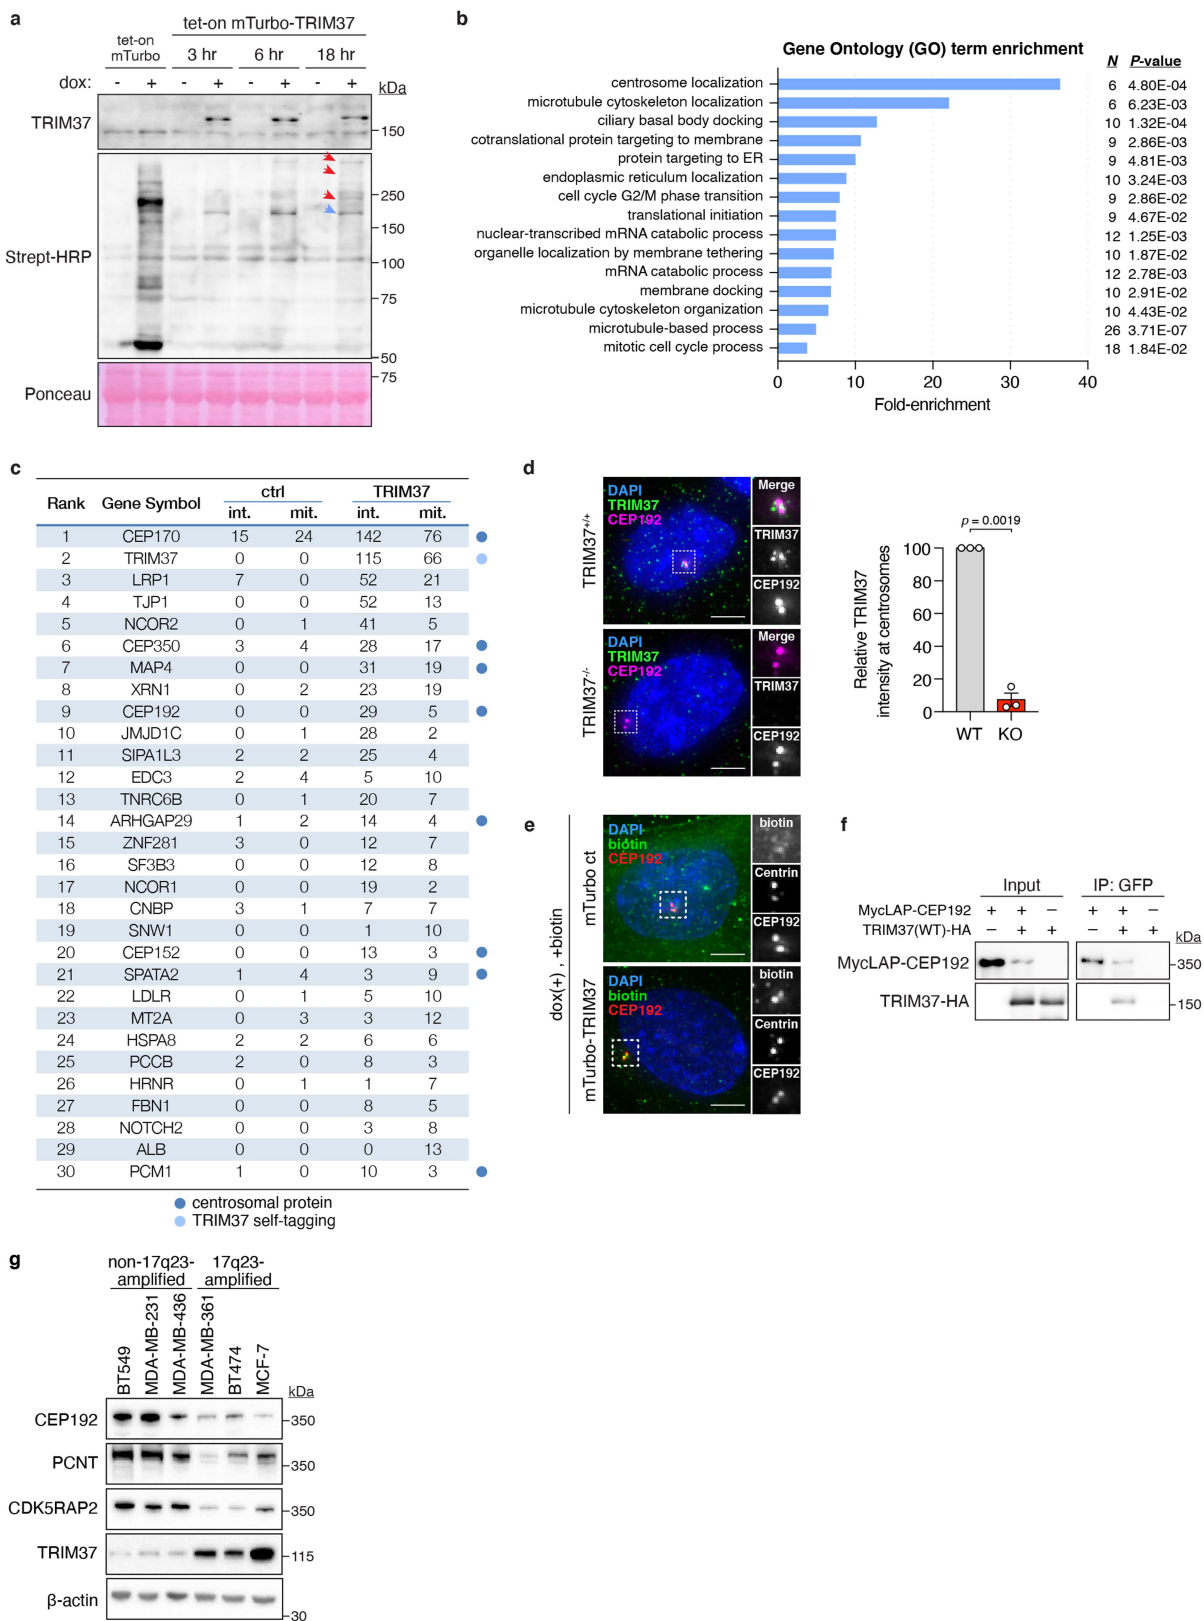 a
tet-on mTurbo-TRIM37
tet-on
mTurbo
3 hr 6 hr 18 hr
dox: - + - + - + - + kDa
TRIM37
150
Strept-HRP
250
150
100
75
50
Ponceau
75
b
Gene Ontology (GO) term enrichment
N P-value
centrosome localization 6 4.80E-04
microtubule cytoskeleton localization 6 6.23E-03
ciliary basal body docking 10 1.32E-04
cotranslational protein targeting to membrane 9 2.86E-03
protein targeting to ER 9 4.81E-03
endoplasmic reticulum localization 10 3.24E-03
cell cycle G2/M phase transition 9 2.86E-02
translational initiation 9 4.67E-02
nuclear-transcribed mRNA catabolic process 12 1.25E-03
organelle localization by membrane tethering 10 1.87E-02
mRNA catabolic process 12 2.78E-03
membrane docking 10 2.91E-02
microtubule cytoskeleton organization 10 4.43E-02
microtubule-based process 26 3.71E-07
mitotic cell cycle process 18 1.84E-02
0 10 20 30 40
Fold-enrichment
c
ctrl TRIM37
Rank Gene Symbol int. mit. int. mit.
1 CEP170 15 24 142 76
2 TRIM37 0 0 115 66
3 LRP1 7 0 52 21
4 TJP1 0 0 52 13
5 NCOR2 0 1 41 5
6 CEP350 3 4 28 17
7 MAP4 0 0 31 19
8 XRN1 0 2 23 19
9 CEP192 0 0 29 5
10 JMJD1C 0 1 28 2
11 SIPA1L3 2 2 25 4
12 EDC3 2 4 5 10
13 TNRC6B 0 1 20 7
14 ARHGAP29 1 2 14 4
15 ZNF281 3 0 12 7
16 SF3B3 0 0 12 8
17 NCOR1 0 0 19 2
18 CNBP 3 1 7 7
19 SNW1 0 0 1 10
20 CEP152 0 0 13 3
21 SPATA2 1 4 3 9
22 LDLR 0 1 5 10
23 MT2A 0 3 3 12
24 HSPA8 2 2 6 6
25 PCCB 2 0 8 3
26 HRNR 0 1 1 7
27 FBN1 0 0 8 5
28 NOTCH2 0 0 3 8
29 ALB 0 0 0 13
30 PCM1 1 0 10 3
centrosomal protein
TRIM37 self-tagging
d
TRIM37+/+
DAPI
TRIM37
CEP192
Merge
TRIM37
CEP192
TRIM37-/-
DAPI
TRIM37
CEP192
Merge
TRIM37
CEP192
p = 0.0019
Relative TRIM37
intensity at centrosomes
100
80
60
40
20
0
WT KO
e
dox(+) , +biotin
mTurbo ct
DAPI
biotin
CEP192
biotin
Centrin
CEP192
mTurbo-TRIM37
DAPI
biotin
CEP192
biotin
Centrin
CEP192
f
Input IP: GFP
MycLAP-CEP192 + + − + + −
TRIM37(WT)-HA − + + − + +
kDa
MycLAP-CEP192 350
TRIM37-HA 150
g
non-17q23-
amplified
17q23-
amplified
BT549
MDA-MB-231
MDA-MB-436
MDA-MB-361
BT474
MCF-7
kDa
CEP192 350
PCNT 350
CDK5RAP2 350
TRIM37 115
β-actin
30